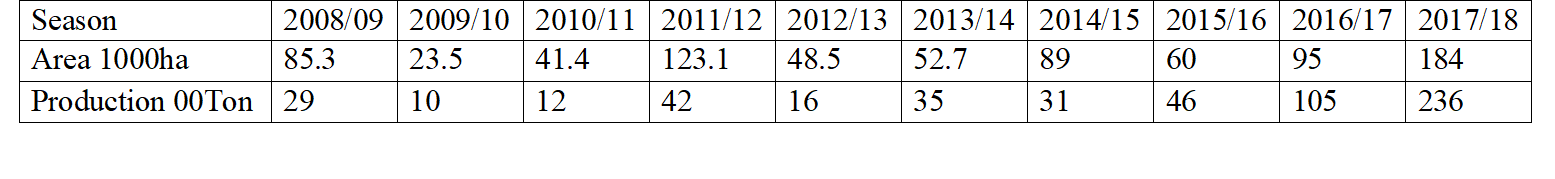 Season 2008/09 2009/10 2010/11 2011/12 2012/13 2013/14 2014/15 2015/16 2016/17 2017/18
Area 1000ha 85.3 23.5 41.4 123.1 48.5 52.7 89 60 95 184
Production 00Ton 29 10 12 42 16 35 31 46 105 236